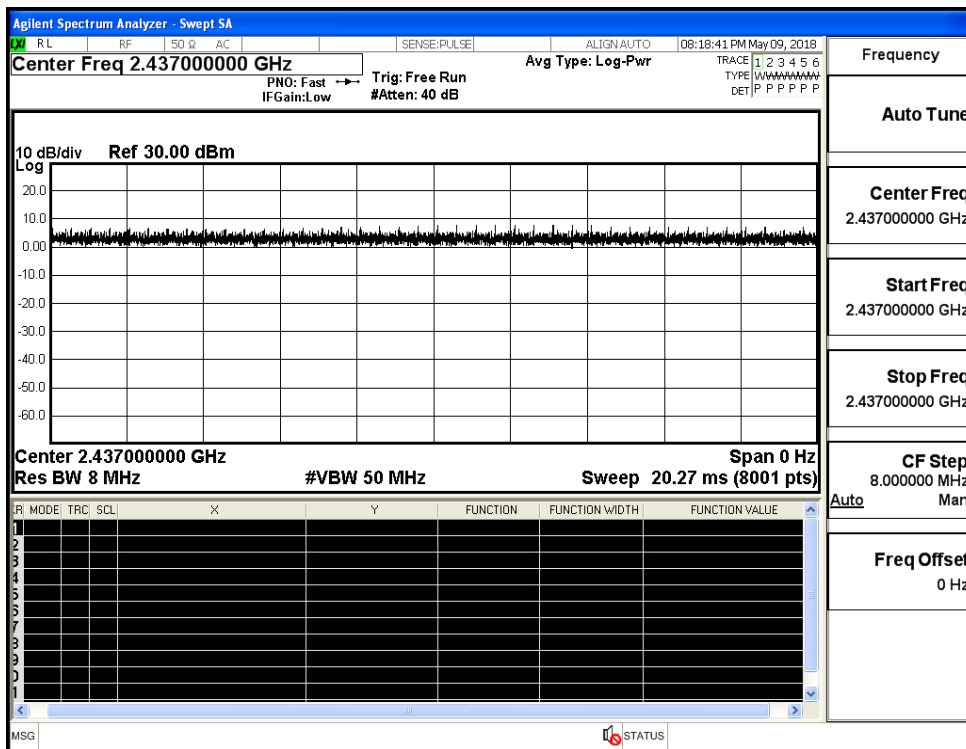 Agilent Spectrum Analyzer - Swept SA
LXI RL RF 50 Ω AC SENSE:PULSE ALIGN AUTO 08:18:41 PM May 09, 2018
Center Freq 2.437000000 GHz
PNO: Fast
IFGain:Low
Trig: Free Run
#Atten: 40 dB
Avg Type: Log-Pwr
TRACE 1 2 3 4 5 6
TYPE WWWWWW
DET P P P P P P
10 dB/div Ref 30.00 dBm
Log
20.0
10.0
0.00
-10.0
-20.0
-30.0
-40.0
-50.0
-60.0
Center 2.437000000 GHz Span 0 Hz
Res BW 8 MHz #VBW 50 MHz Sweep 20.27 ms (8001 pts)
MODE TRC SCL X Y FUNCTION FUNCTION WIDTH FUNCTION VALUE
1
2
3
4
5
6
7
8
9
0
1
MSG STATUS
Frequency
Auto Tune
Center Freq
2.437000000 GHz
Start Freq
2.437000000 GHz
Stop Freq
2.437000000 GHz
CF Step
8.000000 MHz
Auto Man
Freq Offset
0 Hz